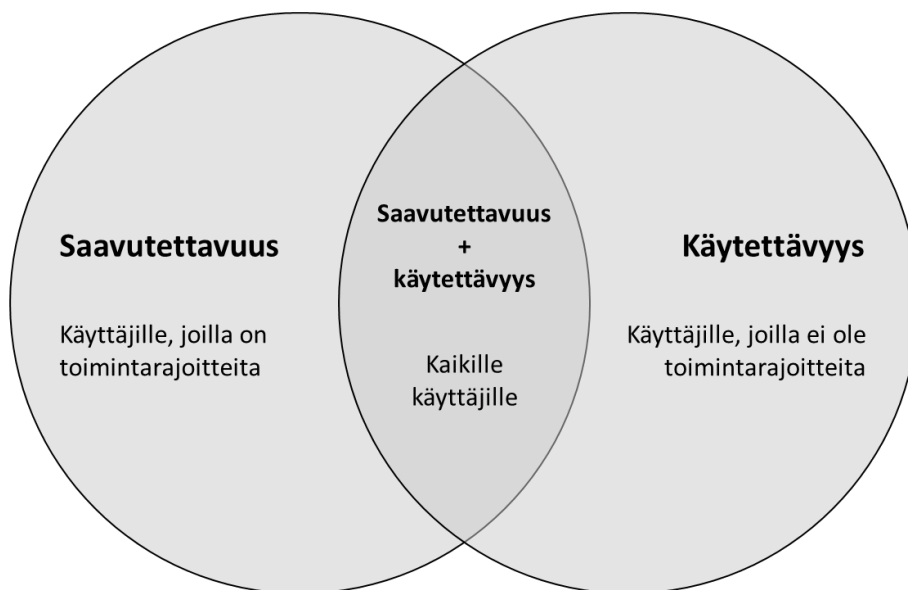 Saavutettavuus
Käyttäjille, joilla on
toimintarajoitteita
Saavutettavuus
+
käytettävyys
Kaikille
käyttäjille
Käytettävyys
Käyttäjille, joilla ei ole
toimintarajoitteita